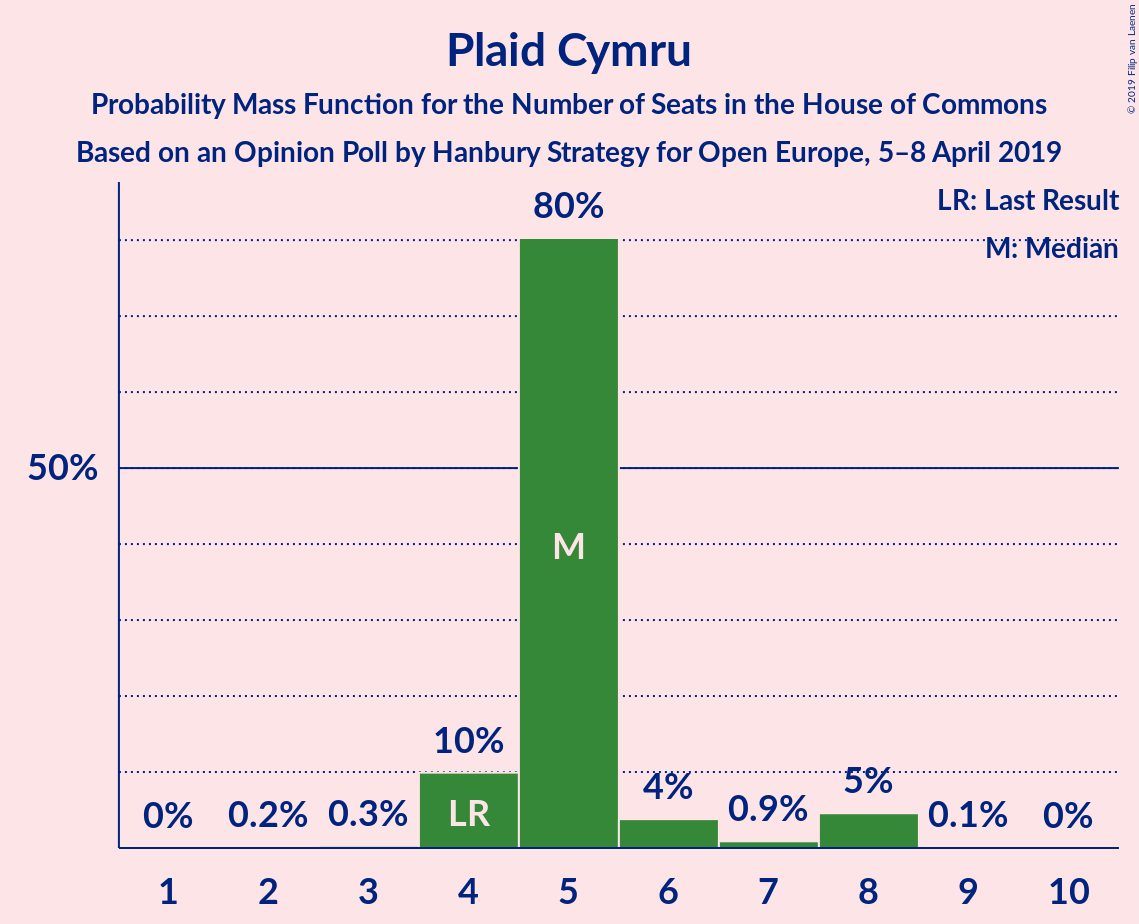 Plaid Cymru
Probability Mass Function for the Number of Seats in the House of Commons
Based on an Opinion Poll by Hanbury Strategy for Open Europe, 5–8 April 2019
© 2019 Filip van Laenen
LR: Last Result
M: Median
80%
50%
M
10%
LR
0%
0.2%
0.3%
4%
0.9%
5%
0.1%
0%
1 2 3 4 5 6 7 8 9 10